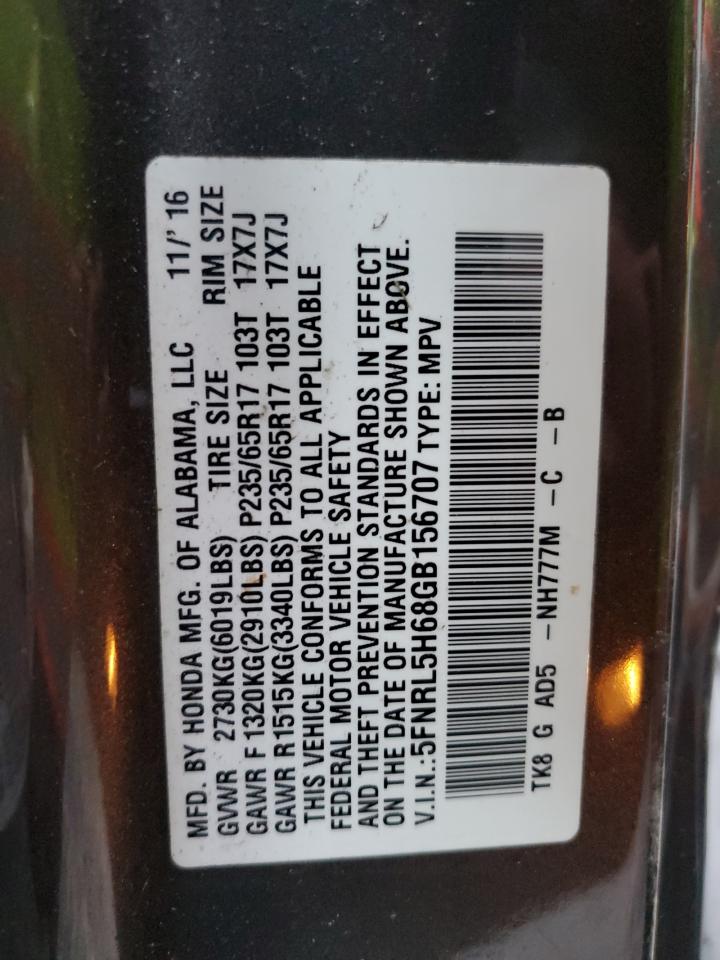 MFD. BY HONDA MFG. OF ALABAMA, LLC 11/' 16
GVWR 2730KG(6019LBS) TIRE SIZE RIM SIZE
GAWR F 1320KG(2910LBS) P235/65R17 103T 17X7J
GAWR R1515KG(3340LBS) P235/65R17 103T 17X7J
THIS VEHICLE CONFORMS TO ALL APPLICABLE
FEDERAL MOTOR VEHICLE SAFETY
AND THEFT PREVENTION STANDARDS IN EFFECT
ON THE DATE OF MANUFACTURE SHOWN ABOVE.
V.I.N.:5FNRL5H68GB156707 TYPE: MPV
TK8 G AD5 -NH777M -C -B